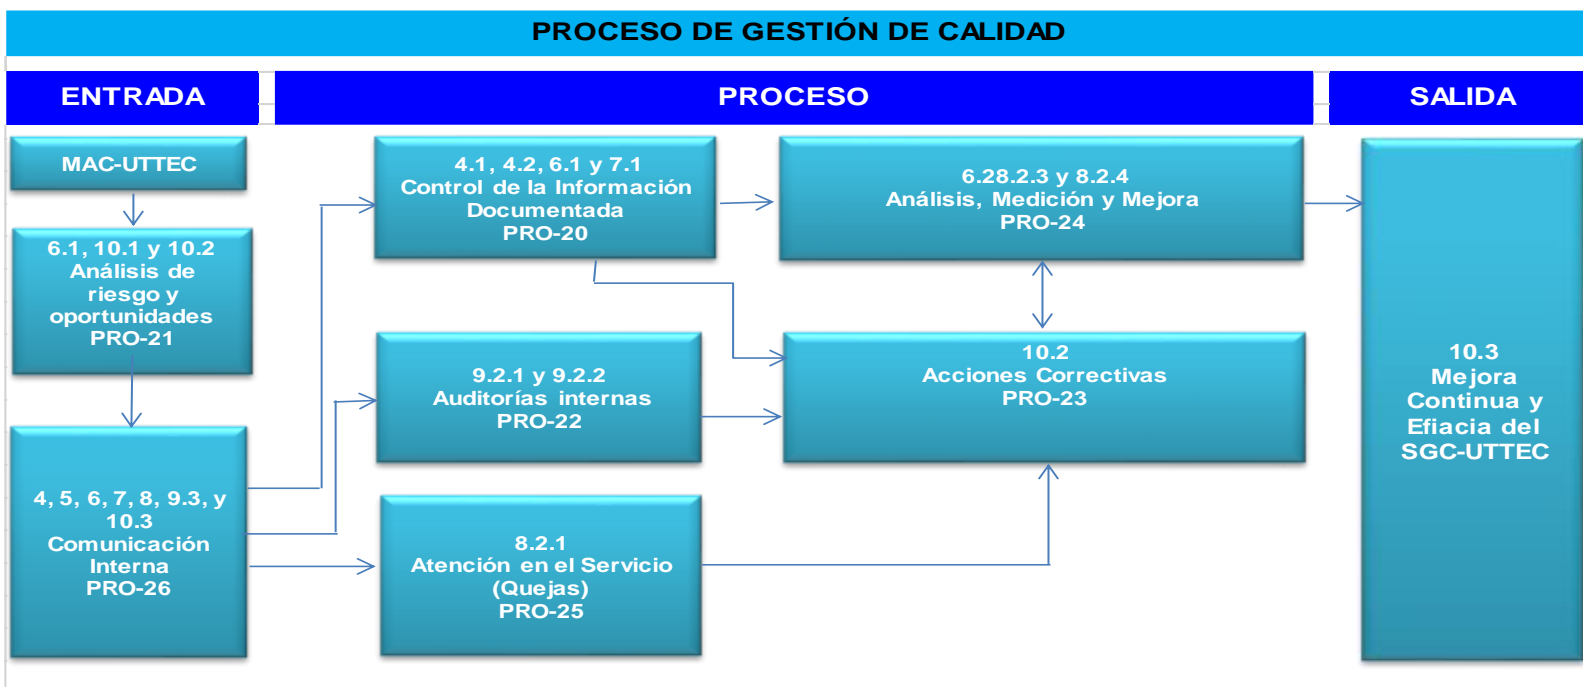 PROCESO DE GESTIÓN DE CALIDAD
ENTRADA
PROCESO
SALIDA
MAC-UTTEC
6.1, 10.1 y 10.2
Análisis de
riesgo y
oportunidades
PRO-21
4, 5, 6, 7, 8, 9.3, y
10.3
Comunicación
Interna
PRO-26
4.1, 4.2, 6.1 y 7.1
Control de la Información
Documentada
PRO-20
9.2.1 y 9.2.2
Auditorías internas
PRO-22
8.2.1
Atención en el Servicio
(Quejas)
PRO-25
6.28.2.3 y 8.2.4
Análisis, Medición y Mejora
PRO-24
10.2
Acciones Correctivas
PRO-23
10.3
Mejora
Continua y
Efiacia del
SGC-UTTEC